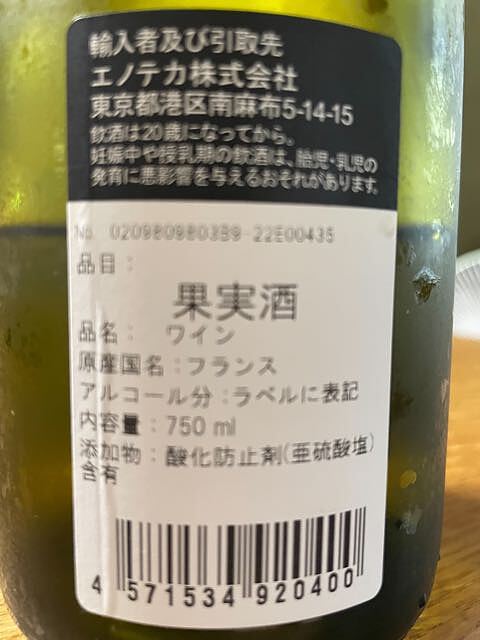 輸入者及び引取先
エノテカ株式会社
東京都港区南麻布5-14-15
飲酒は20歳になってから。
妊娠中や授乳期の飲酒は、胎児・乳児の
発育に悪影響を与えるおそれがあります。
No. 0209809803B9-22E00435
品目：
果実酒
品名： ワイン
原産国名：フランス
アルコール分：ラベルに表記
内容量：750 ml
添加物：酸化防止剤(亜硫酸塩)
含有
4 571534 920400